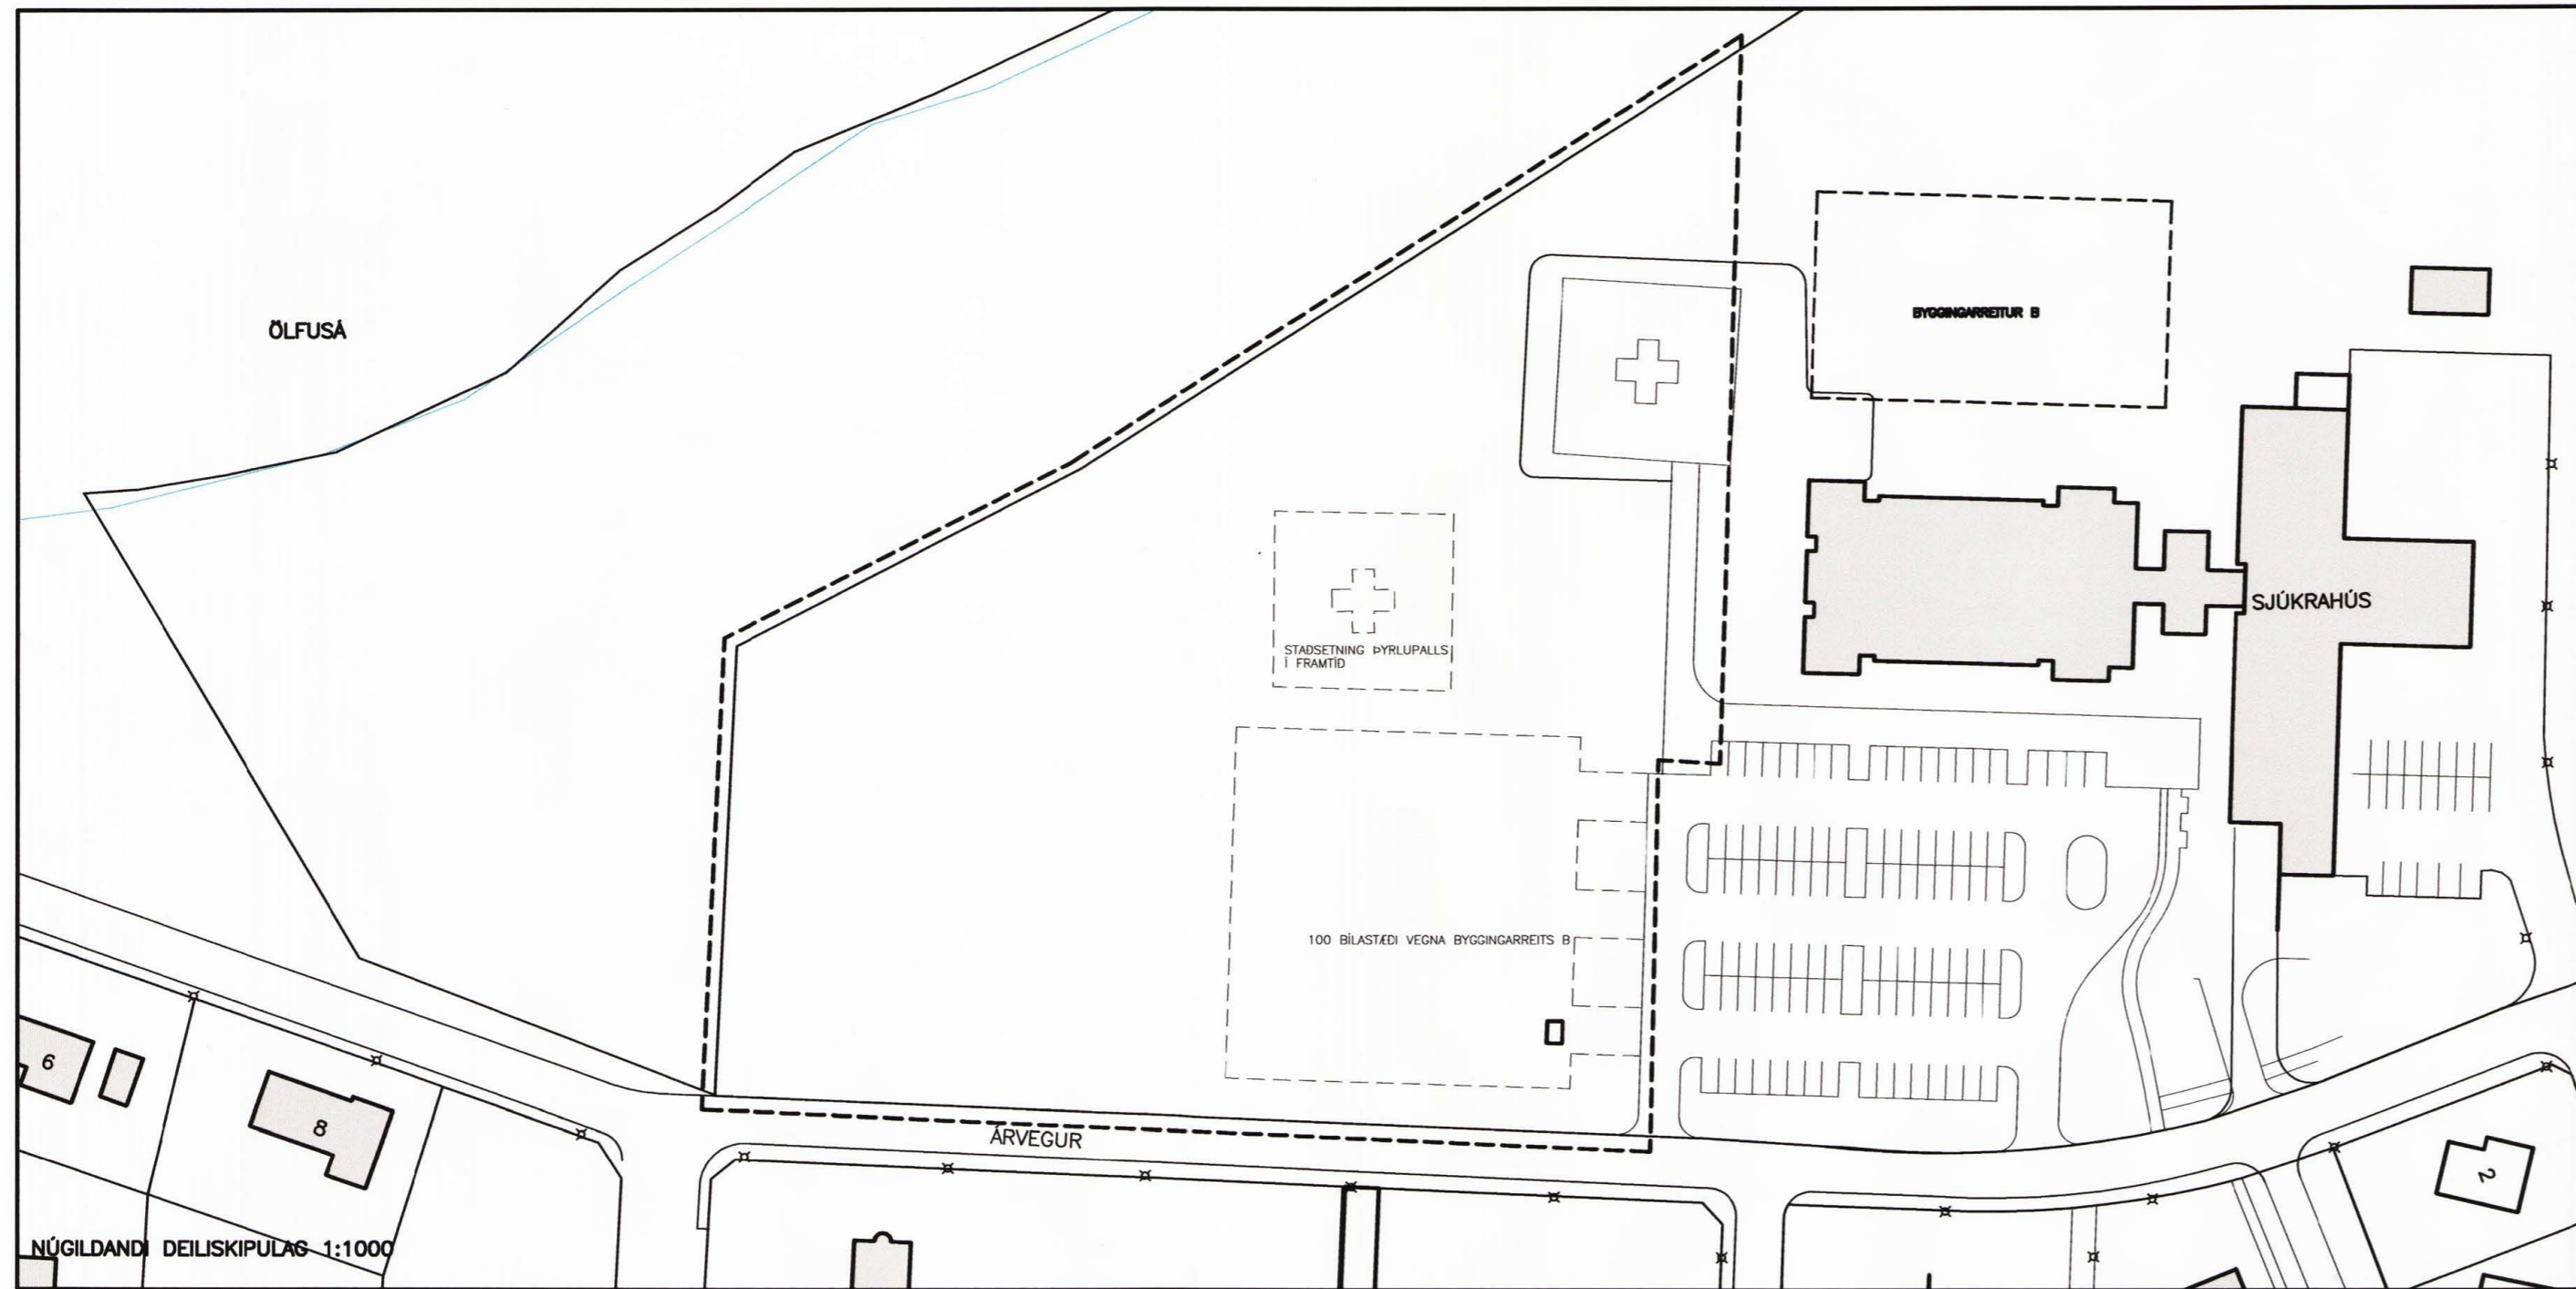 ÖLFUSÁ
BYGGINGARREITUR B
SJÚKRAHÚS
STAÐSETNING ÞYRLUPALLS
Í FRAMTÍÐ
100 BÍLASTÆÐI VEGNA BYGGINGARREITS B
6
8
ÁRVEGUR
2
NÚGILDANDI DEILISKIPULAG 1:1000